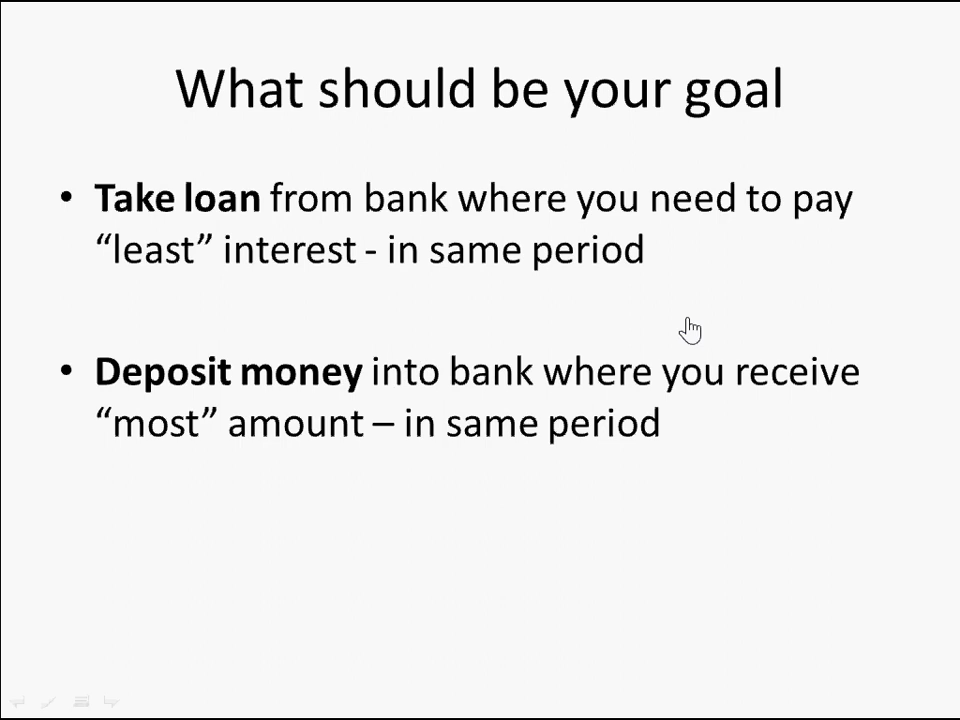 What should be your goal
• Take loan from bank where you need to pay
“least” interest - in same period
• Deposit money into bank where you receive
“most” amount – in same period